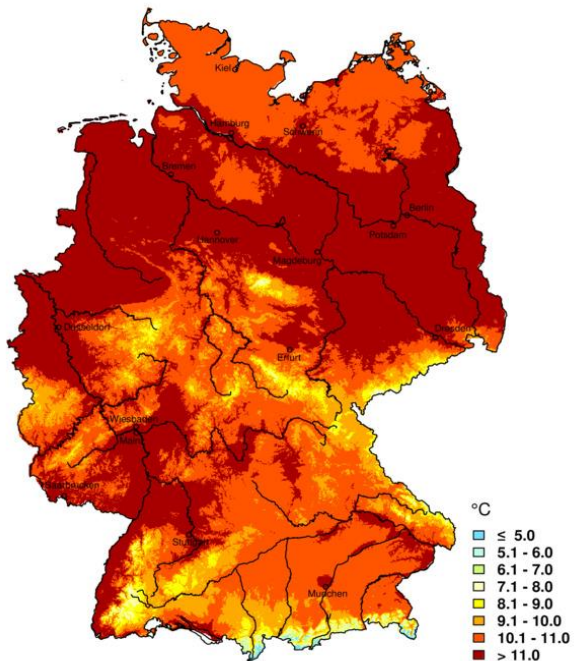 Kiel
Hamburg
Schwerin
Bremen
Berlin
Hannover
Potsdam
Magdeburg
Düsseldorf
Dresden
Erfurt
Wiesbaden
Mainz
Saarbrücken
Stuttgart
München
°C
≤ 5.0
5.1 - 6.0
6.1 - 7.0
7.1 - 8.0
8.1 - 9.0
9.1 - 10.0
10.1 - 11.0
> 11.0